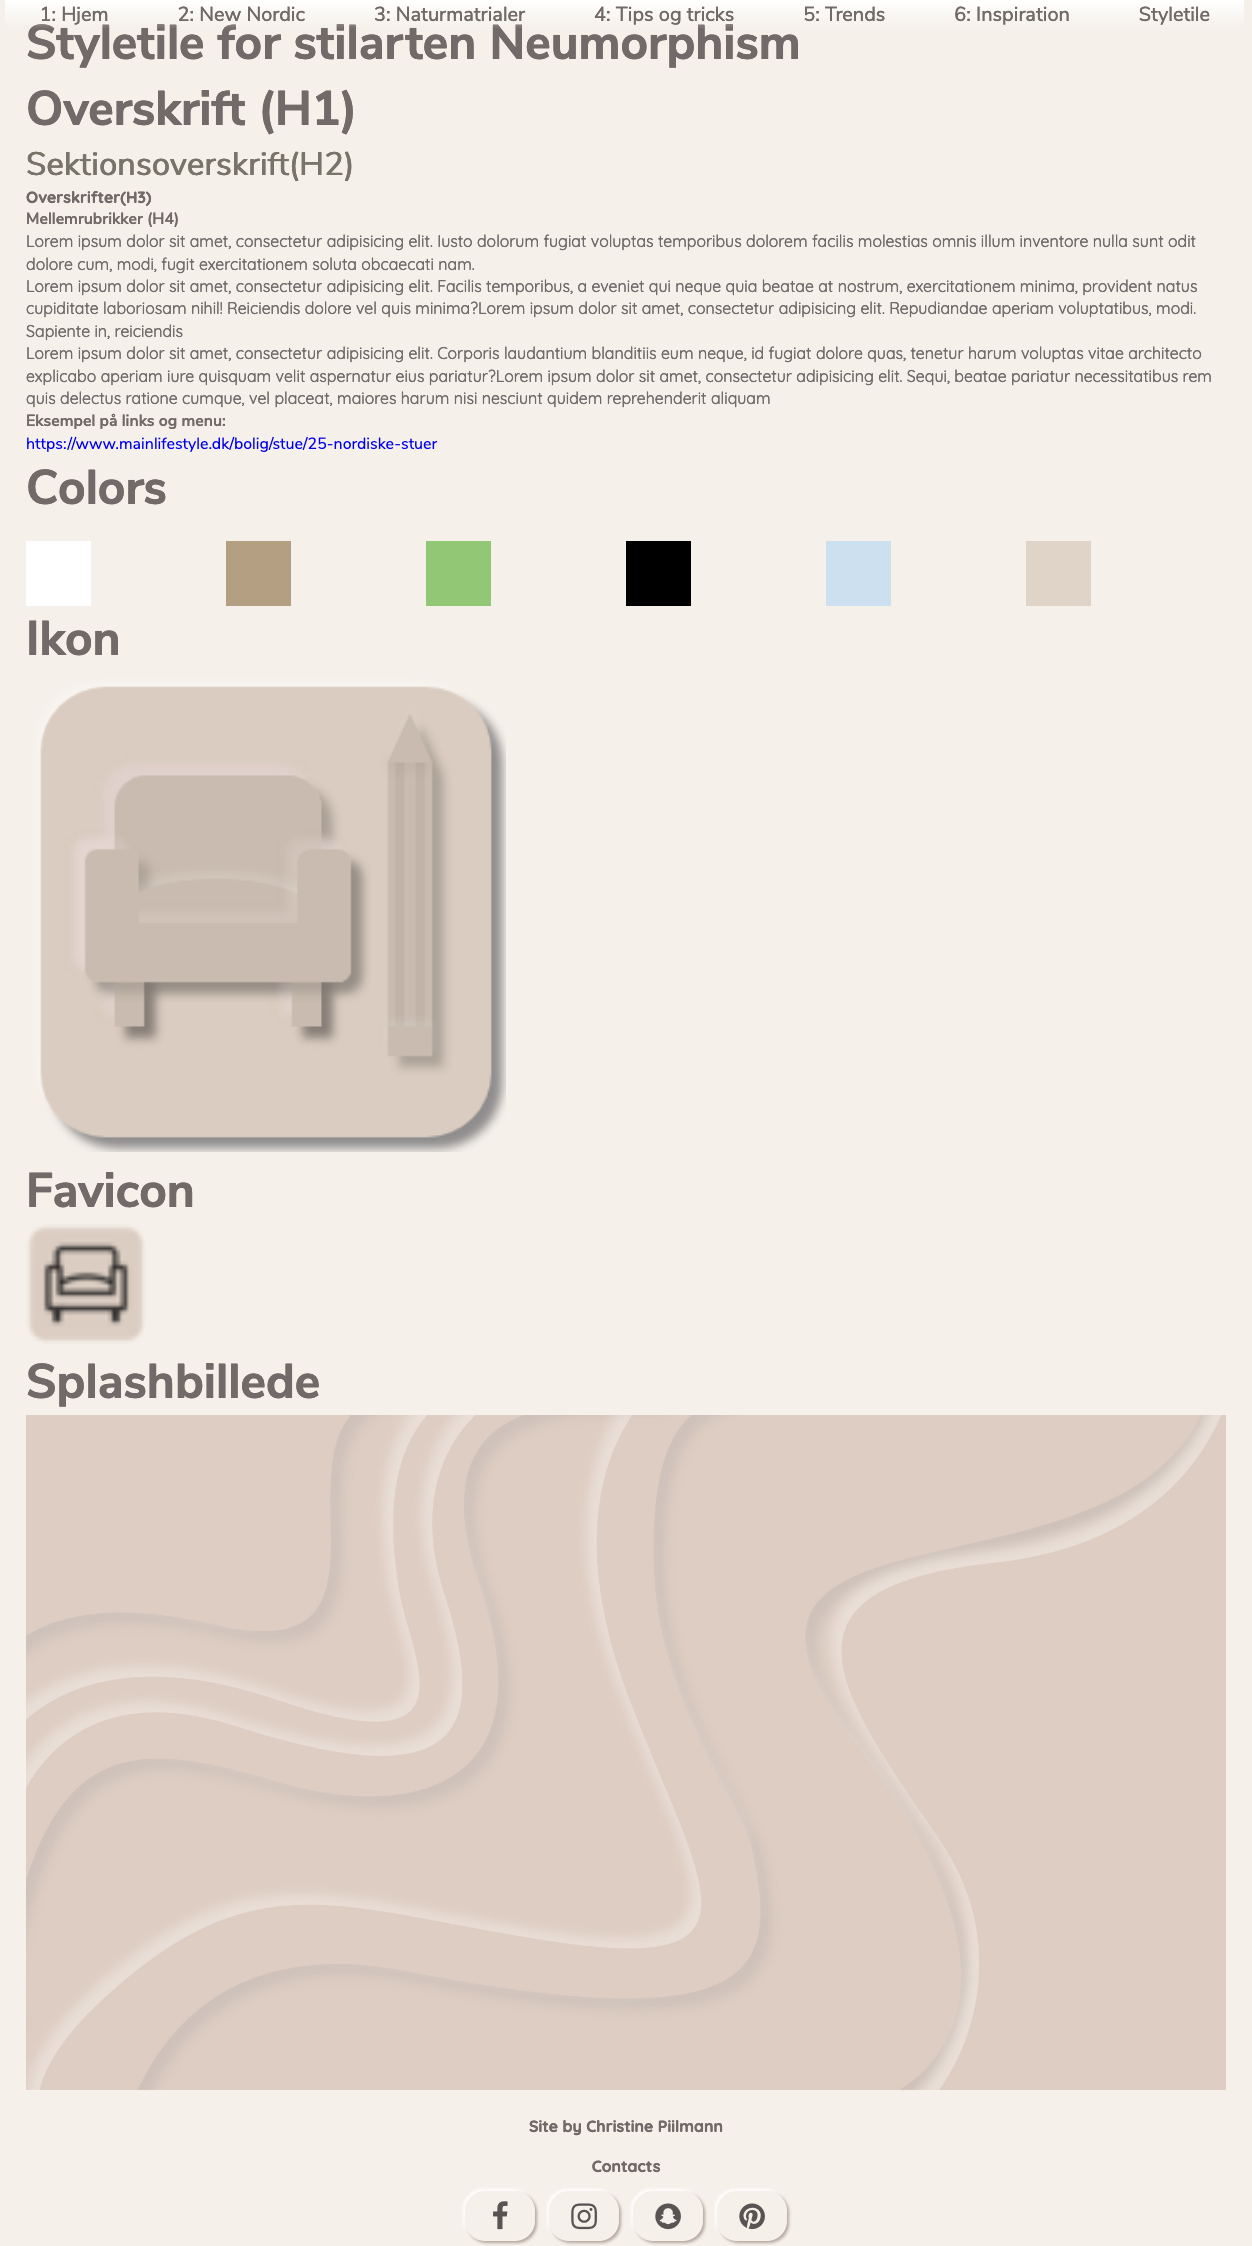 1: Hjem 2: New Nordic 3: Naturmatrialer 4: Tips og tricks 5: Trends 6: Inspiration Styletile
Styletile for stilarten Neumorphism
Overskrift (H1)
Sektionsoverskrift(H2)
Overskrifter(H3)
Mellemrubrikker (H4)
Lorem ipsum dolor sit amet, consectetur adipisicing elit. Iusto dolorum fugiat voluptas temporibus dolorem facilis molestias omnis illum inventore nulla sunt odit
dolore cum, modi, fugit exercitationem soluta obcaecati nam.
Lorem ipsum dolor sit amet, consectetur adipisicing elit. Facilis temporibus, a eveniet qui neque quia beatae at nostrum, exercitationem minima, provident natus
cupiditate laboriosam nihil! Reiciendis dolore vel quis minima?Lorem ipsum dolor sit amet, consectetur adipisicing elit. Repudiandae aperiam voluptatibus, modi.
Sapiente in, reiciendis
Lorem ipsum dolor sit amet, consectetur adipisicing elit. Corporis laudantium blanditiis eum neque, id fugiat dolore quas, tenetur harum voluptas vitae architecto
explicabo aperiam iure quisquam velit aspernatur eius pariatur?Lorem ipsum dolor sit amet, consectetur adipisicing elit. Sequi, beatae pariatur necessitatibus rem
quis delectus ratione cumque, vel placeat, maiores harum nisi nesciunt quidem reprehenderit aliquam
Eksempel på links og menu:
https://www.mainlifestyle.dk/bolig/stue/25-nordiske-stuer
Colors
Ikon
Favicon
Splashbillede
Site by Christine Piilmann
Contacts